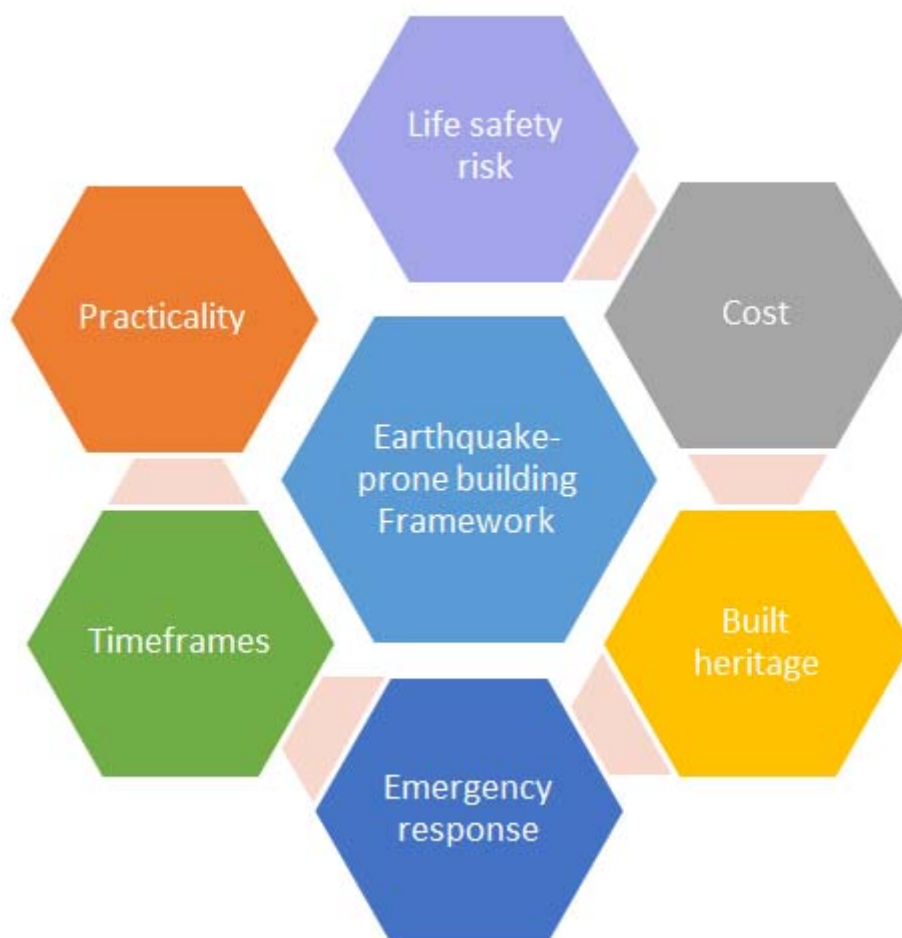 Life safety
risk
Practicality
Cost
Earthquake-
prone building
Framework
Timeframes
Built
heritage
Emergency
response